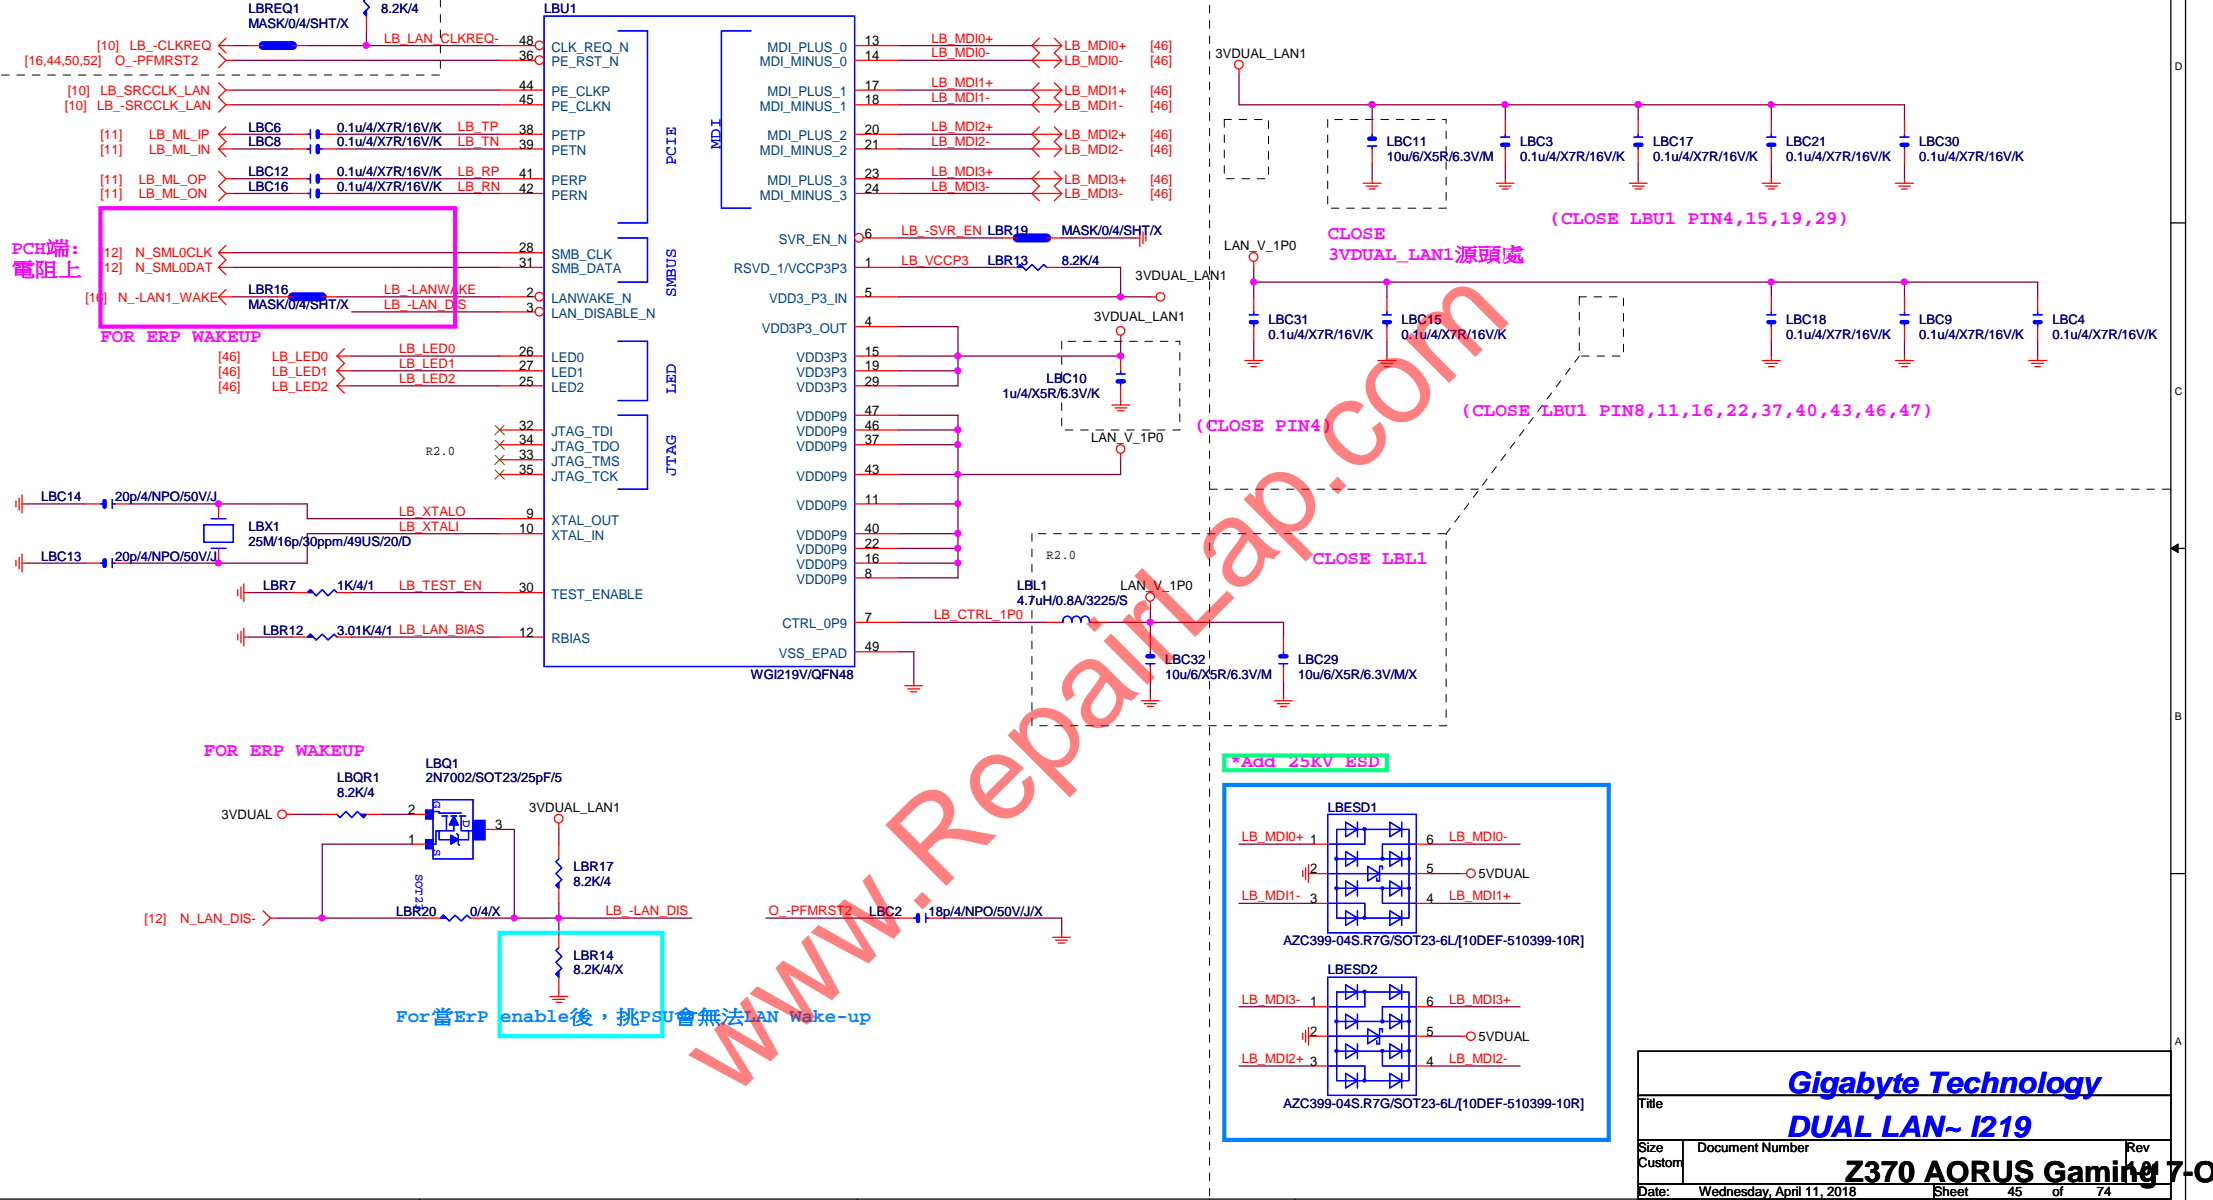 LBREQ1
MASK/0/4/SHT/X
8.2K/4
[10] LB_-CLKREQ
LB_LAN_CLKREQ-
[16,44,50,52] O_-PFMRST2
[10] LB_SRCCLK_LAN
[10] LB_-SRCCLK_LAN
[11] LB_ML_IP
LBC6 0.1u/4/X7R/16V/K LB_TP
[11] LB_ML_IN
LBC8 0.1u/4/X7R/16V/K LB_TN
[11] LB_ML_OP
LBC12 0.1u/4/X7R/16V/K LB_RP
[11] LB_ML_ON
LBC16 0.1u/4/X7R/16V/K LB_RN
PCH端:
電阻上
[12] N_SML0CLK
[12] N_SML0DAT
[16] N_-LAN1_WAKE
LBR16
MASK/0/4/SHT/X
LB_-LANWAKE
LB_-LAN_DIS
FOR ERP WAKEUP
[46] LB_LED0 LB_LED0
[46] LB_LED1 LB_LED1
[46] LB_LED2 LB_LED2
R2.0
LBC14 20p/4/NPO/50V/J
LBX1
25M/16p/30ppm/49US/20/D
LBC13 20p/4/NPO/50V/J
LB_XTALO
LB_XTALI
LBR7 1K/4/1 LB_TEST_EN
LBR12 3.01K/4/1 LB_LAN_BIAS
LBU1
48 CLK_REQ_N
36 PE_RST_N
44 PE_CLKP
45 PE_CLKN
38 PETP
39 PETN
41 PERP
42 PERN
PCIE
28 SMB_CLK
31 SMB_DATA
SMBUS
2 LANWAKE_N
3 LAN_DISABLE_N
26 LED0
27 LED1
25 LED2
LED
32 JTAG_TDI
34 JTAG_TDO
33 JTAG_TMS
35 JTAG_TCK
JTAG
9 XTAL_OUT
10 XTAL_IN
30 TEST_ENABLE
12 RBIAS
MDI
MDI_PLUS_0 13 LB_MDI0+ LB_MDI0+ [46]
MDI_MINUS_0 14 LB_MDI0- LB_MDI0- [46]
MDI_PLUS_1 17 LB_MDI1+ LB_MDI1+ [46]
MDI_MINUS_1 18 LB_MDI1- LB_MDI1- [46]
MDI_PLUS_2 20 LB_MDI2+ LB_MDI2+ [46]
MDI_MINUS_2 21 LB_MDI2- LB_MDI2- [46]
MDI_PLUS_3 23 LB_MDI3+ LB_MDI3+ [46]
MDI_MINUS_3 24 LB_MDI3- LB_MDI3- [46]
SVR_EN_N 6 LB_-SVR_EN LBR19 MASK/0/4/SHT/X
RSVD_1/VCCP3P3 1 LB_VCCP3 LBR13 8.2K/4
3VDUAL_LAN1
VDD3_P3_IN 5
VDD3P3_OUT 4
3VDUAL_LAN1
VDD3P3 15
VDD3P3 19
VDD3P3 29
LBC10
1u/4/X5R/6.3V/K
(CLOSE PIN4)
VDD0P9 47
VDD0P9 46
VDD0P9 37
LAN_V_1P0
VDD0P9 43
VDD0P9 11
VDD0P9 40
VDD0P9 22
VDD0P9 16
VDD0P9 8
CTRL_0P9 7 LB_CTRL_1P0
VSS_EPAD 49
WGI219V/QFN48
R2.0
CLOSE LBL1
LBL1
4.7uH/0.8A/3225/S
LAN_V_1P0
LBC32
10u/6/X5R/6.3V/M
LBC29
10u/6/X5R/6.3V/M/X
3VDUAL_LAN1
LBC11
10u/6/X5R/6.3V/M
LBC3
0.1u/4/X7R/16V/K
LBC17
0.1u/4/X7R/16V/K
LBC21
0.1u/4/X7R/16V/K
LBC30
0.1u/4/X7R/16V/K
(CLOSE LBU1 PIN4,15,19,29)
CLOSE
3VDUAL_LAN1源頭處
LAN_V_1P0
LBC31
0.1u/4/X7R/16V/K
LBC15
0.1u/4/X7R/16V/K
LBC18
0.1u/4/X7R/16V/K
LBC9
0.1u/4/X7R/16V/K
LBC4
0.1u/4/X7R/16V/K
(CLOSE LBU1 PIN8,11,16,22,37,40,43,46,47)
FOR ERP WAKEUP
LBQ1
2N7002/SOT23/25pF/5
LBQR1
8.2K/4
3VDUAL
2
G
D
3
1
S
SOT23
3VDUAL_LAN1
LBR17
8.2K/4
[12] N_LAN_DIS-
LBR20 0/4/X
LB_-LAN_DIS
LBR14
8.2K/4/X
O_-PFMRST2 LBC2 18p/4/NPO/50V/J/X
For當ErP enable後，挑PSU會無法LAN Wake-up
*Add 25KV ESD
LBESD1
LB_MDI0+ 1 6 LB_MDI0-
2 5 5VDUAL
LB_MDI1- 3 4 LB_MDI1+
AZC399-04S.R7G/SOT23-6L/[10DEF-510399-10R]
LBESD2
LB_MDI3- 1 6 LB_MDI3+
2 5 5VDUAL
LB_MDI2+ 3 4 LB_MDI2-
AZC399-04S.R7G/SOT23-6L/[10DEF-510399-10R]
www.RepairLap.com
D
C
B
A
Gigabyte Technology
Title
DUAL LAN~ I219
Size
Custom
Document Number
Z370 AORUS Gaming 7-O
Rev
Date: Wednesday, April 11, 2018 Sheet 45 of 74